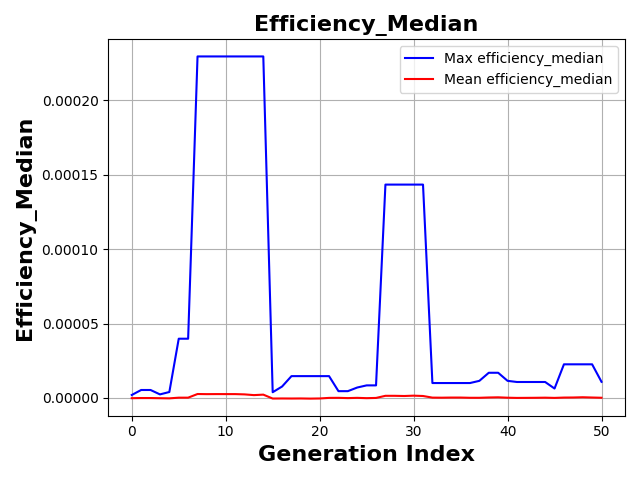 Efficiency_Median
Max efficiency_median
Mean efficiency_median
Efficiency_Median
0.00020
0.00015
0.00010
0.00005
0.00000
0 10 20 30 40 50
Generation Index